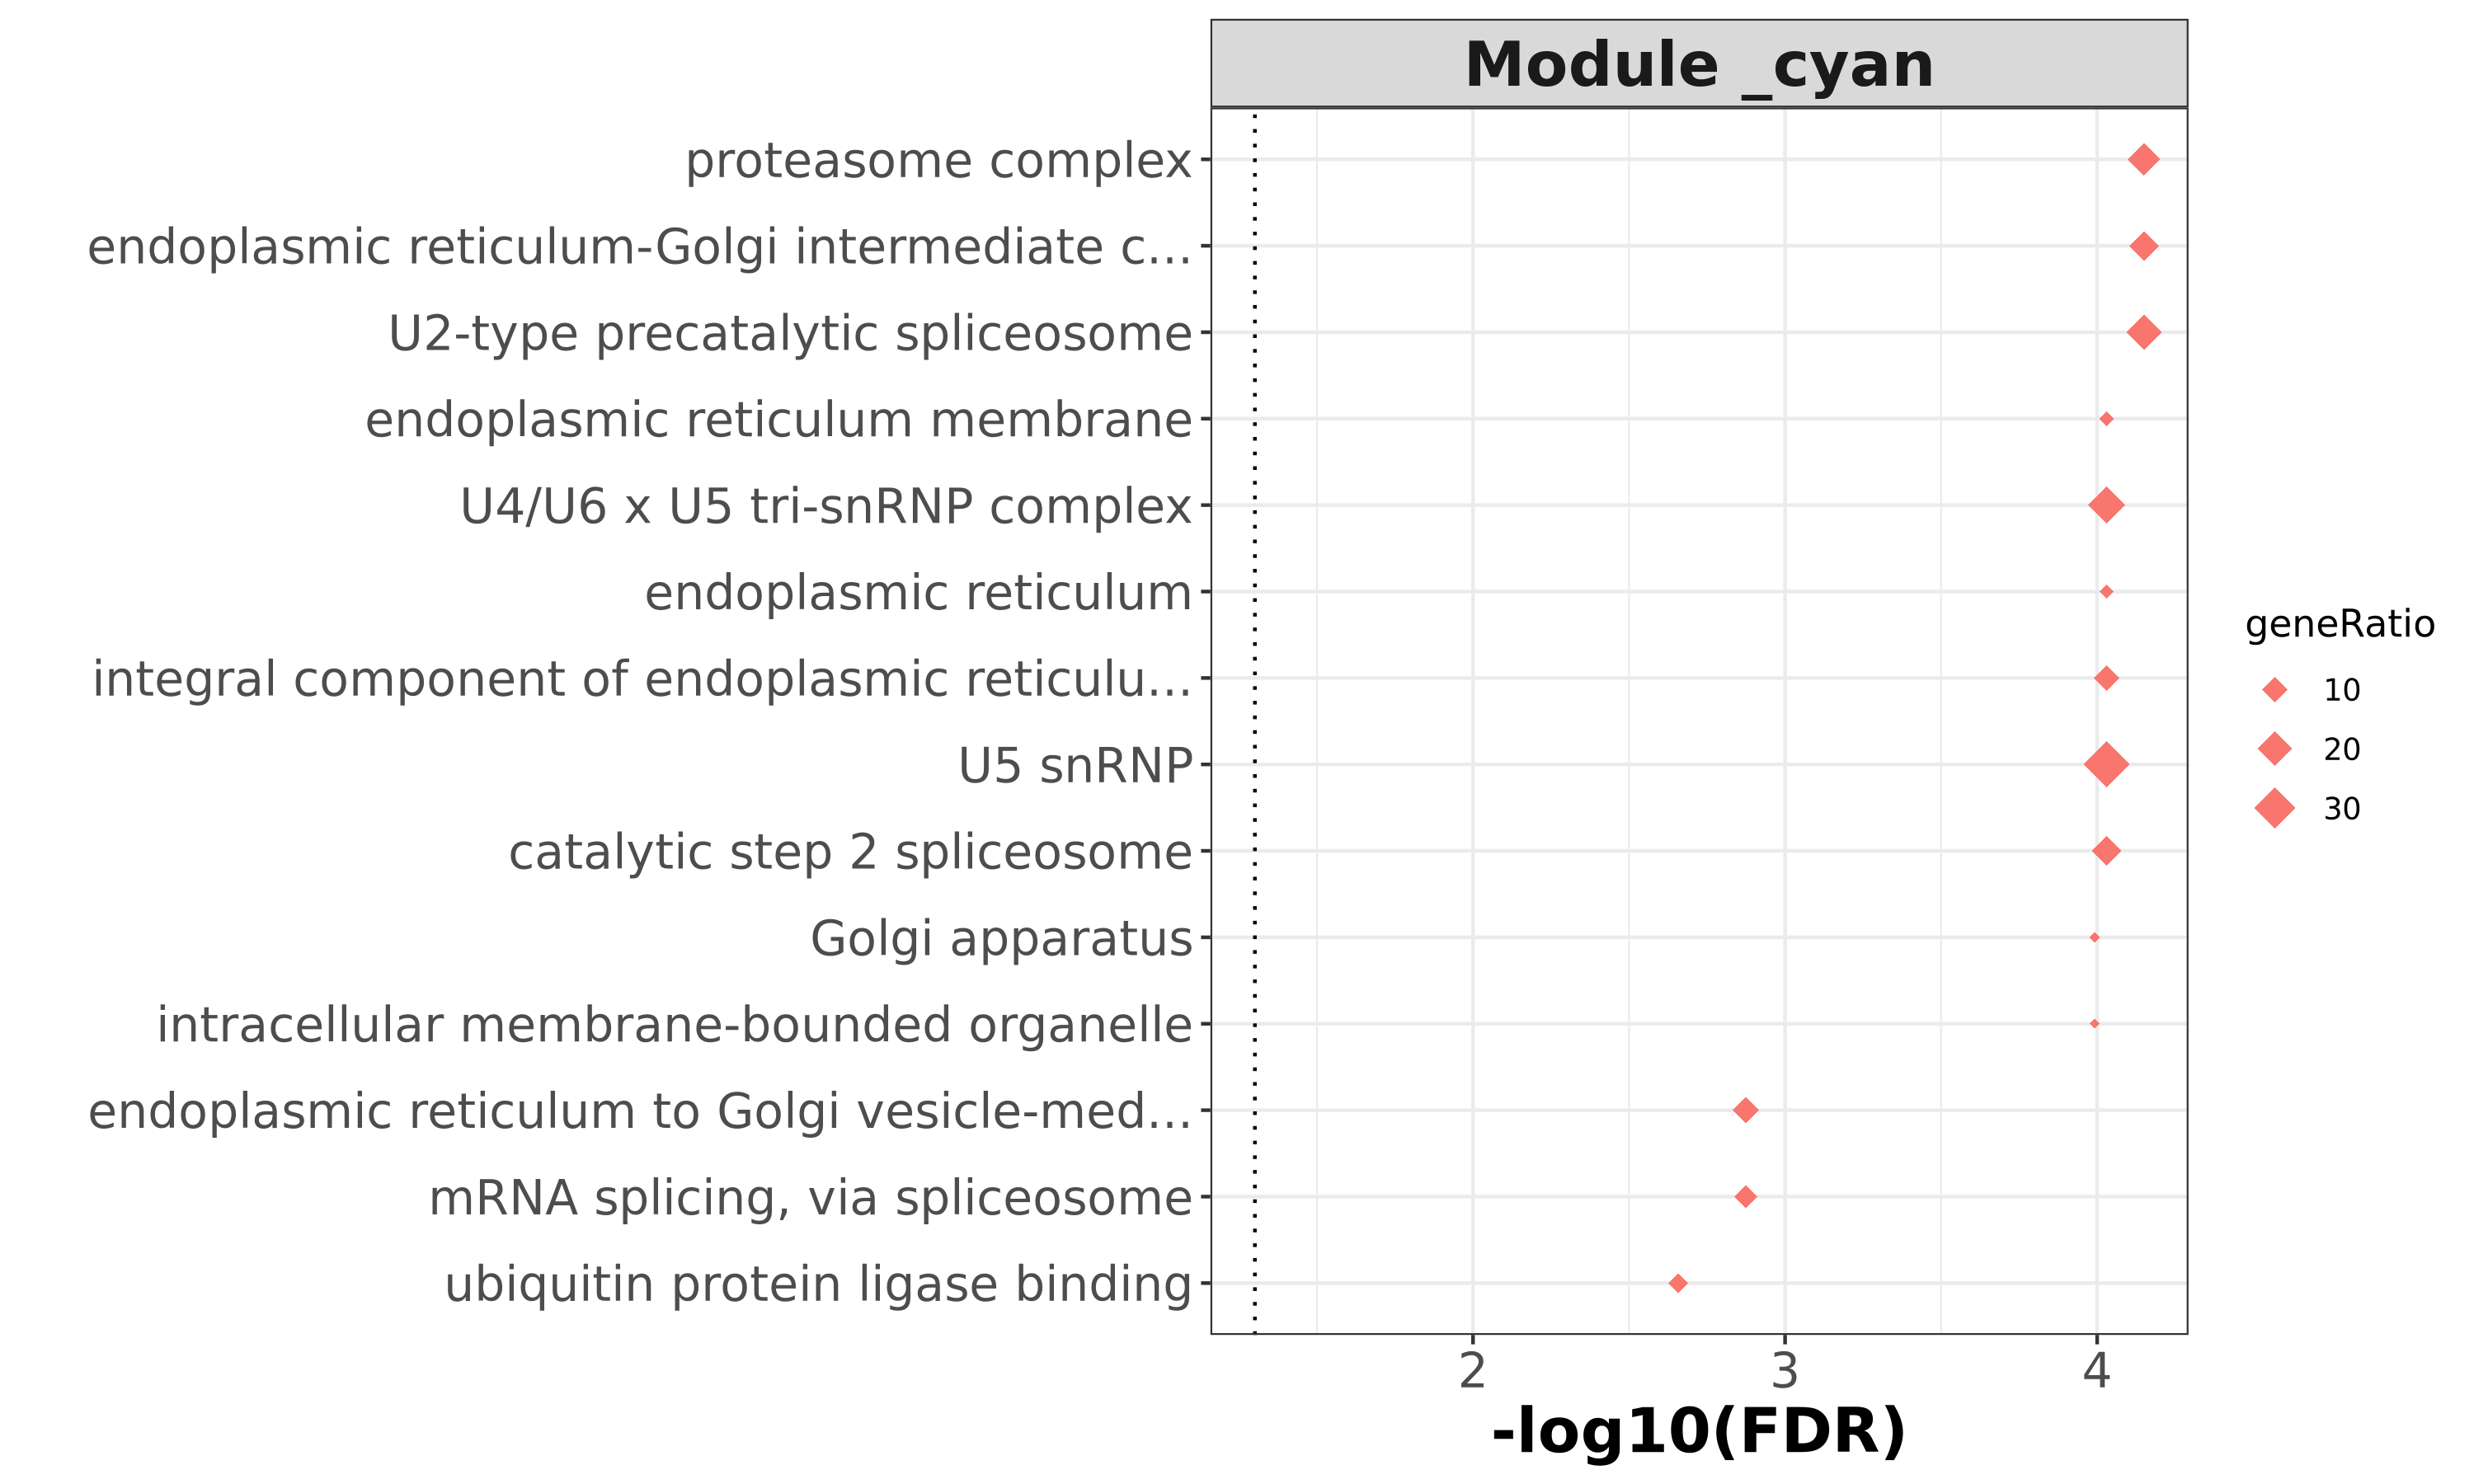 Module _cyan
proteasome complex
endoplasmic reticulum-Golgi intermediate c...
U2-type precatalytic spliceosome
endoplasmic reticulum membrane
U4/U6 x U5 tri-snRNP complex
endoplasmic reticulum
integral component of endoplasmic reticulu...
U5 snRNP
catalytic step 2 spliceosome
Golgi apparatus
intracellular membrane-bounded organelle
endoplasmic reticulum to Golgi vesicle-med...
mRNA splicing, via spliceosome
ubiquitin protein ligase binding
2 3 4
-log10(FDR)
geneRatio
10
20
30